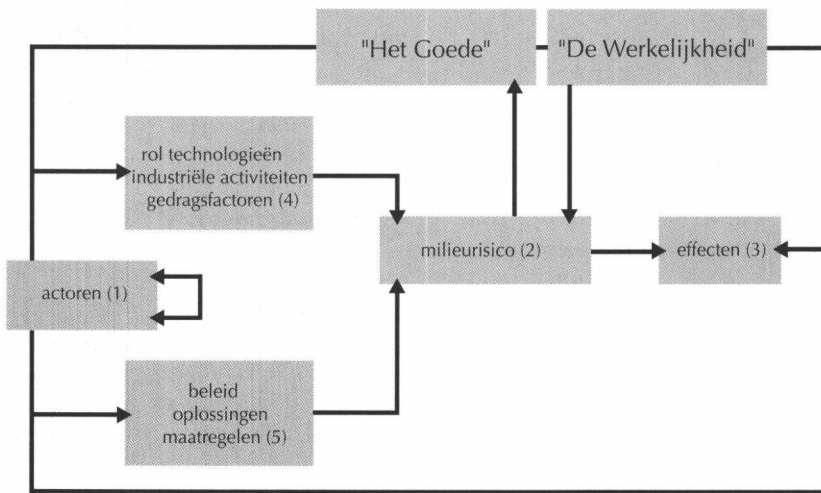 "Het Goede"
"De Werkelijkheid"
rol technologieën
industriële activiteiten
gedragsfactoren (4)
milieurisico (2)
effecten (3)
actoren (1)
beleid
oplossingen
maatregelen (5)